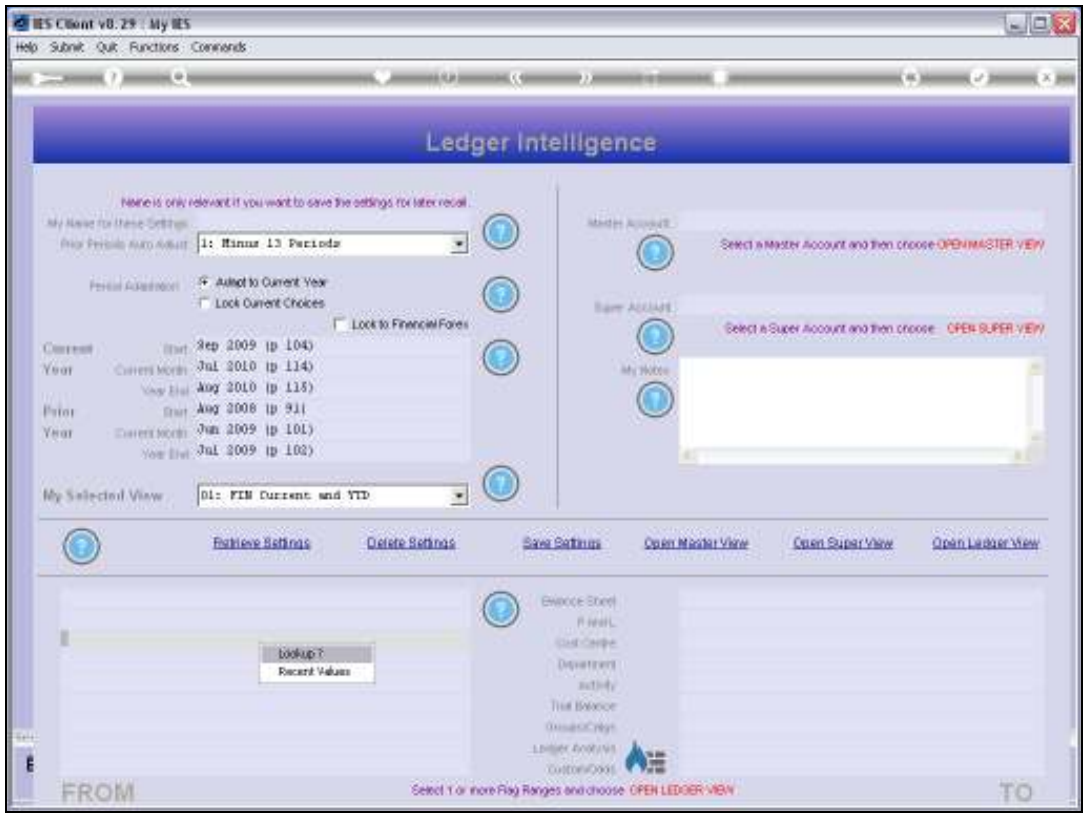 IES Client v8.29 : My IES
Help Submit Quit Functions Commands
Ledger Intelligence
Name is only relevant if you want to save the settings for later recall.
My Name for these Settings
Prior Periods Auto Adjust 1: Minus 13 Periods
Period Adaptation Adapt to Current Year
Lock Current Choices
Lock to Financial Forex
Current Start Sep 2009 (p 104)
Year Current Month Jul 2010 (p 114)
Year End Aug 2010 (p 115)
Prior Start Aug 2008 (p 91)
Year Current Month Jun 2009 (p 101)
Year End Jul 2009 (p 102)
My Selected View 01: FIN Current and YTD
Master Account
Select a Master Account and then choose OPEN MASTER VIEW
Super Account
Select a Super Account and then choose OPEN SUPER VIEW
My Notes
Retrieve Settings Delete Settings Save Settings Open Master View Open Super View Open Ledger View
Lookup ?
Recent Values
Balance Sheet
P and L
Cost Centre
Department
Activity
Trial Balance
Ledger Analysis
Custom/Odds
FROM
Select 1 or more Flag Ranges and choose OPEN LEDGER VIEW
TO